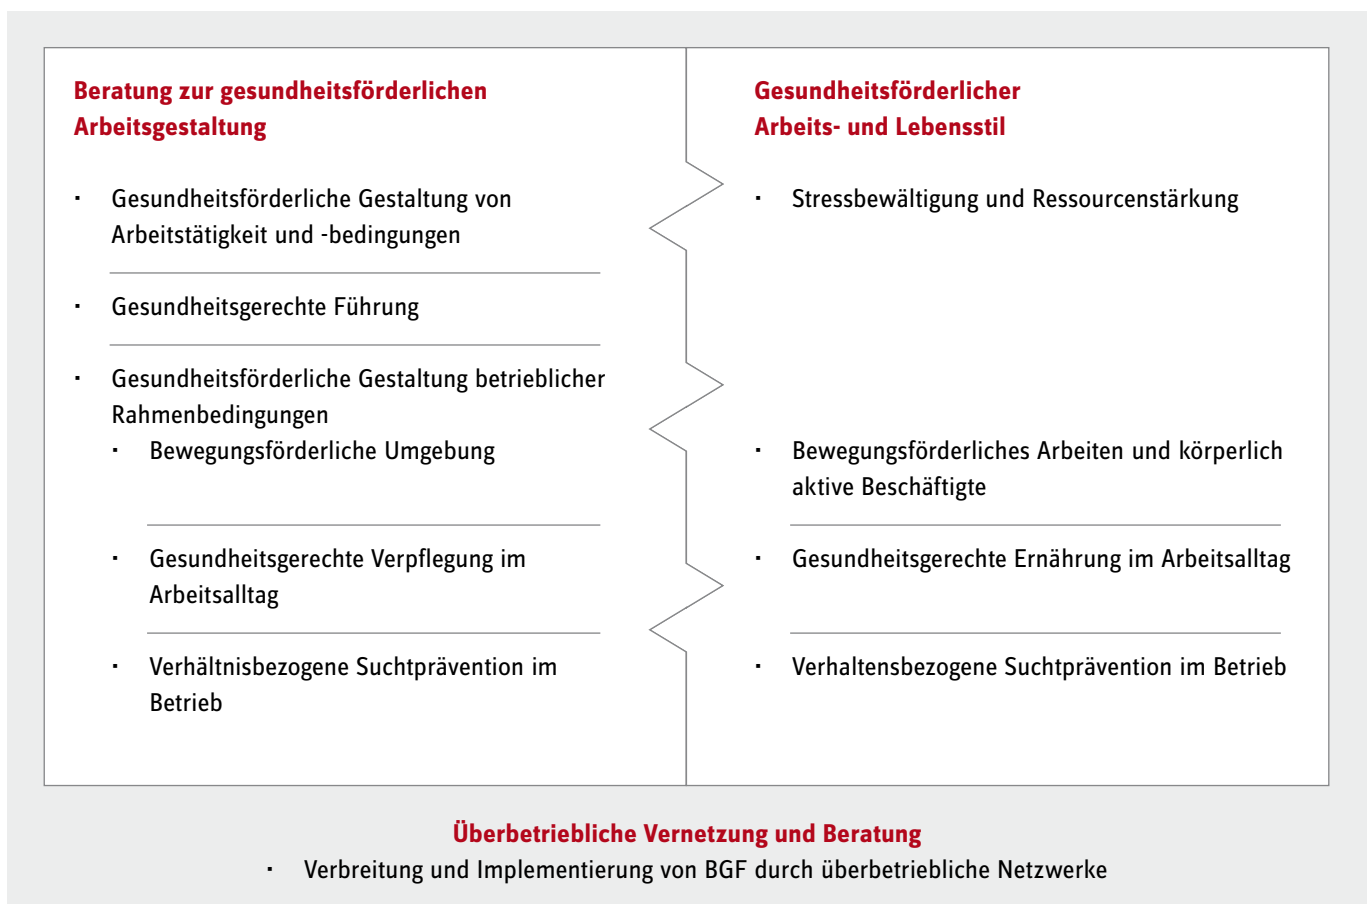 Beratung zur gesundheitsförderlichen
Arbeitsgestaltung
· Gesundheitsförderliche Gestaltung von
Arbeitstätigkeit und -bedingungen
· Gesundheitsgerechte Führung
· Gesundheitsförderliche Gestaltung betrieblicher
Rahmenbedingungen
· Bewegungsförderliche Umgebung
· Gesundheitsgerechte Verpflegung im
Arbeitsalltag
· Verhältnisbezogene Suchtprävention im
Betrieb
Gesundheitsförderlicher
Arbeits- und Lebensstil
· Stressbewältigung und Ressourcenstärkung
· Bewegungsförderliches Arbeiten und körperlich
aktive Beschäftigte
· Gesundheitsgerechte Ernährung im Arbeitsalltag
· Verhaltensbezogene Suchtprävention im Betrieb
Überbetriebliche Vernetzung und Beratung
· Verbreitung und Implementierung von BGF durch überbetriebliche Netzwerke